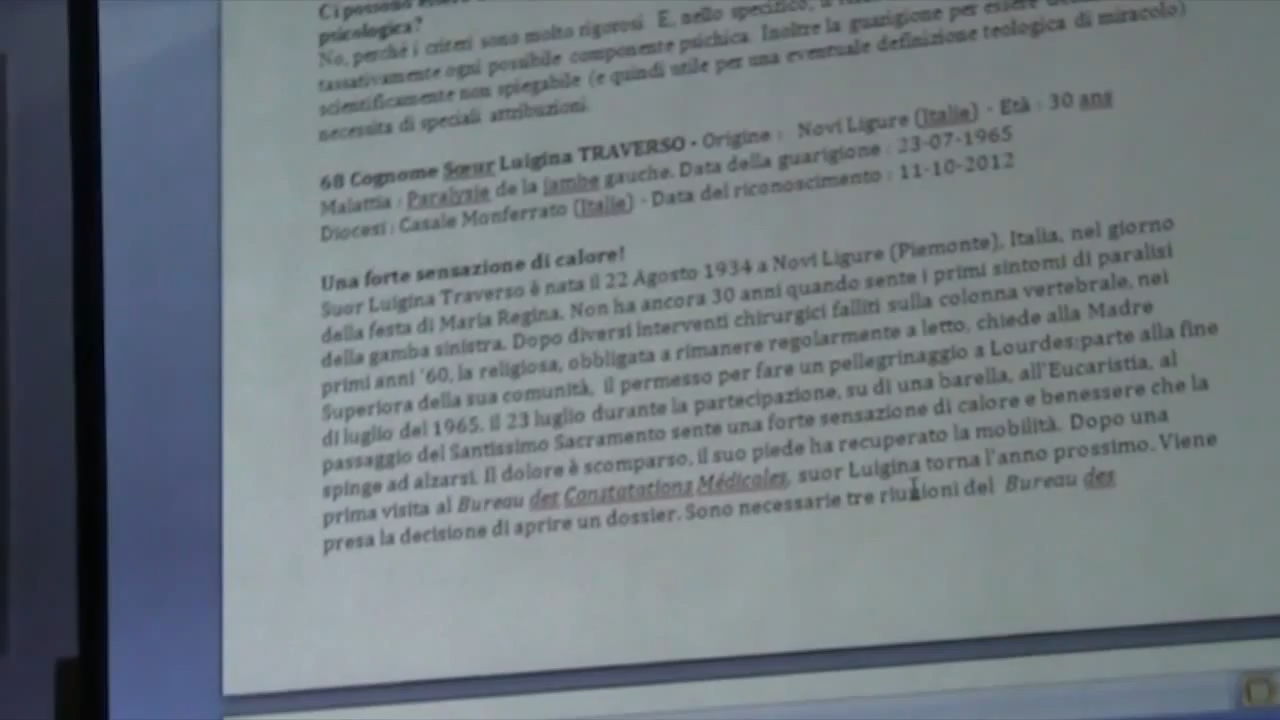 Ci possono
psicologica?
No, perché i criteri sono molto rigorosi. E, nello specifico,
tassativamente ogni possibile componente psichica. Inoltre la guarigione per essere
scientificamente non spiegabile (e quindi utile per una eventuale definizione teologica di miracolo)
necessita di speciali attribuzioni.
68 Cognome Sœur Luigina TRAVERSO - Origine : Novi Ligure (Italie) - Età : 30 ans
Malattia : Paralysie de la jambe gauche. Data della guarigione : 23-07-1965
Diocesi : Casale Monferrato (Italie) - Data del riconoscimento : 11-10-2012
Una forte sensazione di calore!
Suor Luigina Traverso è nata il 22 Agosto 1934 a Novi Ligure (Piemonte), Italia, nel giorno
della festa di Maria Regina. Non ha ancora 30 anni quando sente i primi sintomi di paralisi
della gamba sinistra. Dopo diversi interventi chirurgici falliti sulla colonna vertebrale, nei
primi anni '60, la religiosa, obbligata a rimanere regolarmente a letto, chiede alla Madre
Superiora della sua comunità, il permesso per fare un pellegrinaggio a Lourdes;parte alla fine
di luglio del 1965. Il 23 luglio durante la partecipazione, su di una barella, all'Eucaristia, al
passaggio del Santissimo Sacramento sente una forte sensazione di calore e benessere che la
spinge ad alzarsi. Il dolore è scomparso, il suo piede ha recuperato la mobilità. Dopo una
prima visita al Bureau des Constatations Médicales, suor Luigina torna l'anno prossimo. Viene
presa la decisione di aprire un dossier. Sono necessarie tre riunioni del Bureau des